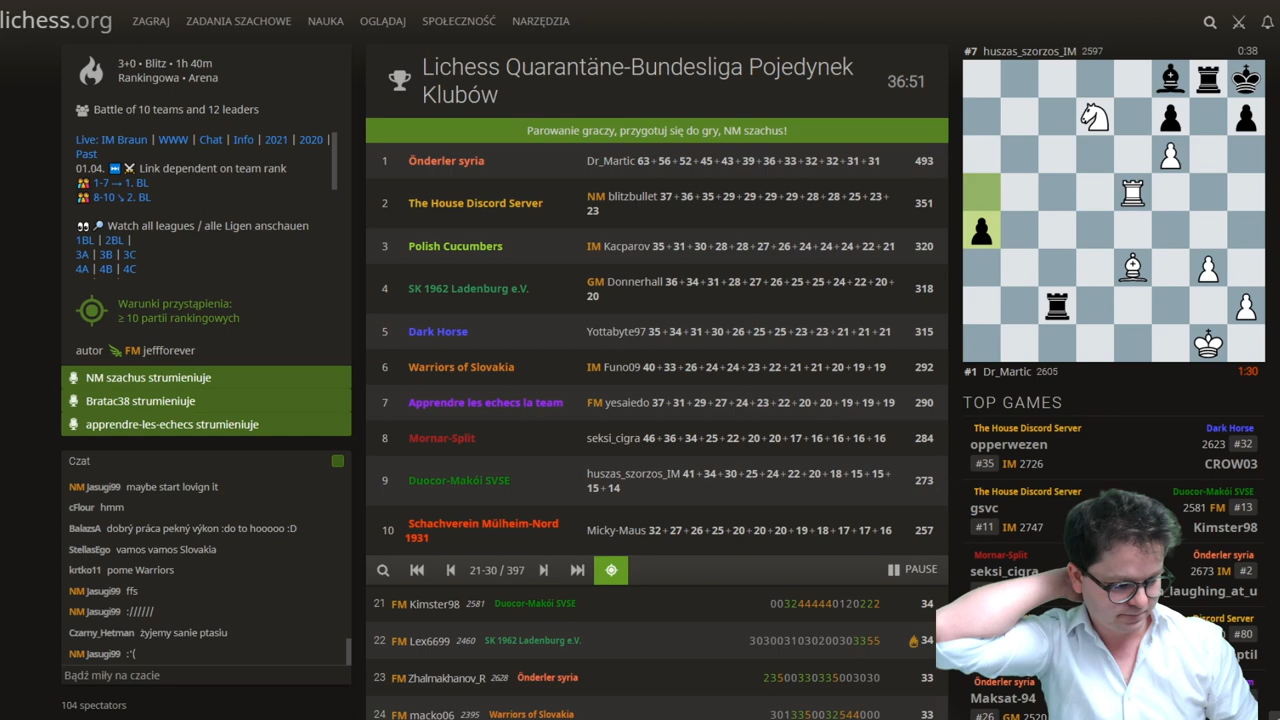 lichess.org ZAGRAJ ZADANIA SZACHOWE NAUKA OGLĄDAJ SPOŁECZNOŚĆ NARZĘDZIA
3+0 • Blitz • 1h 40m
Rankingowa • Arena
Battle of 10 teams and 12 leaders
Live: IM Braun | WWW | Chat | Info | 2021 | 2020 |
Past
01.04. ⏩ ⚔️ Link dependent on team rank
1-7 → 1. BL
8-10 ↘ 2. BL
👀 🔎 Watch all leagues / alle Ligen anschauen
1BL | 2BL |
3A | 3B | 3C
4A | 4B | 4C
Warunki przystąpienia:
≥ 10 partii rankingowych
autor FM jeffforever
NM szachus strumieniuje
Bratac38 strumieniuje
apprendre-les-echecs strumieniuje
Czat
NM Jasugi99 maybe start lovign it
cFlour hmm
BalazsA dobrý práca pekný výkon :do to hooooo :D
StellasEgo vamos vamos Slovakia
krtko11 pome Warriors
NM Jasugi99 ffs
NM Jasugi99 ://////
Czarny_Hetman żyjemy sanie ptasiu
NM Jasugi99 :'(
Bądź miły na czacie
104 spectators
Lichess Quarantäne-Bundesliga Pojedynek
Klubów
36:51
Parowanie graczy, przygotuj się do gry, NM szachus!
1 Önderler syria Dr_Martic 63+56+52+45+43+39+36+33+32+32+31+31 493
2 The House Discord Server NM blitzbullet 37+36+35+29+29+29+28+28+25+23+
23 351
3 Polish Cucumbers IM Kacparov 35+31+30+28+28+27+26+24+24+24+22+21 320
4 SK 1962 Ladenburg e.V. GM Donnerhall 36+34+31+28+27+26+25+25+24+22+20+
20 318
5 Dark Horse Yottabyte97 35+34+31+30+26+25+25+23+23+21+21+21 315
6 Warriors of Slovakia IM Funo09 40+33+26+24+24+23+22+21+21+20+19+19 292
7 Apprendre les echecs la team FM yesaiedo 37+31+29+27+24+23+22+20+20+19+19+19 290
8 Mornar-Split seksi_cigra 46+36+34+25+22+20+20+17+16+16+16+16 284
9 Duocor-Makói SVSE huszas_szorzos_IM 41+34+30+25+24+22+20+18+15+15+
15+14 273
10 Schachverein Mülheim-Nord
1931 Micky-Maus 32+27+26+25+20+20+20+19+18+17+17+16 257
21-30 / 397 PAUSE
21 FM Kimster98 2581 Duocor-Makói SVSE 00324444401 20222 34
22 FM Lex6699 2460 SK 1962 Ladenburg e.V. 30300310302003033 55 34
23 FM Zhalmakhanov_R 2628 Önderler syria 235003300335003030 33
24 FM macko06 2395 Warriors of Slovakia 30133500032544000 33
#7 huszas_szorzos_IM 2597 0:38
#1 Dr_Martic 2605 1:30
TOP GAMES
The House Discord Server Dark Horse
opperwezen 2623 #32
#35 IM 2726 CROW03
The House Discord Server Duocor-Makói SVSE
gsvc 2581 FM #13
#11 IM 2747 Kimster98
Mornar-Split Önderler syria
seksi_cigra 2673 IM #2
_laughing_at_u
Discord Server
#80
ptil
Önderler syria
Maksat-94
#26 GM 2520